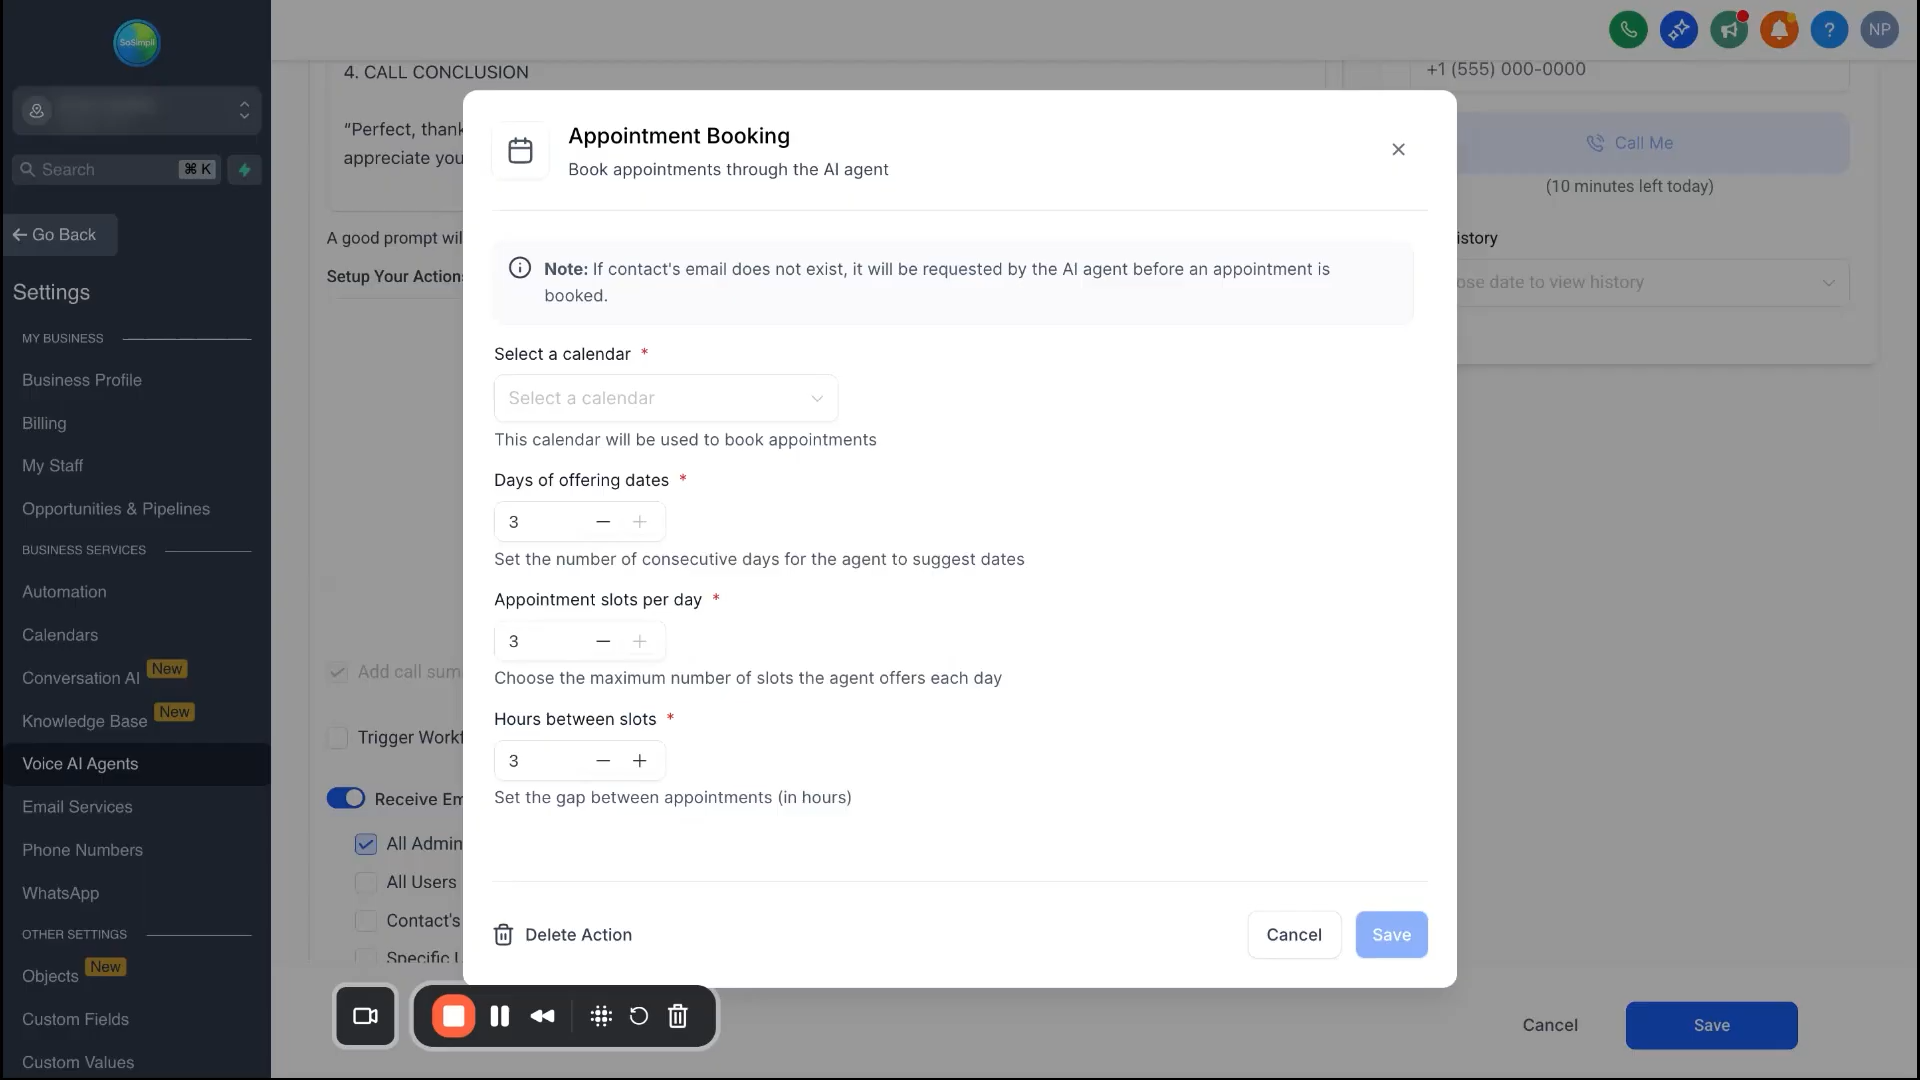 SoSimpli
Search
⌘ K
Go Back
Settings
MY BUSINESS
Business Profile
Billing
My Staff
Opportunities & Pipelines
BUSINESS SERVICES
Automation
Calendars
Conversation AI New
Knowledge Base New
Voice AI Agents
Email Services
Phone Numbers
WhatsApp
OTHER SETTINGS
Objects New
Custom Fields
Custom Values
NP
4. CALL CONCLUSION
“Perfect, thank
appreciate you
A good prompt will
Setup Your Actions
Add call sum
Trigger Workf
Receive Em
All Admin
All Users
Contact's
Specific
Appointment Booking
Book appointments through the AI agent
Note: If contact's email does not exist, it will be requested by the AI agent before an appointment is
booked.
Select a calendar *
Select a calendar
This calendar will be used to book appointments
Days of offering dates *
3
Set the number of consecutive days for the agent to suggest dates
Appointment slots per day *
3
Choose the maximum number of slots the agent offers each day
Hours between slots *
3
Set the gap between appointments (in hours)
Delete Action
Cancel
Save
+1 (555) 000-0000
Call Me
(10 minutes left today)
istory
ose date to view history
Cancel
Save